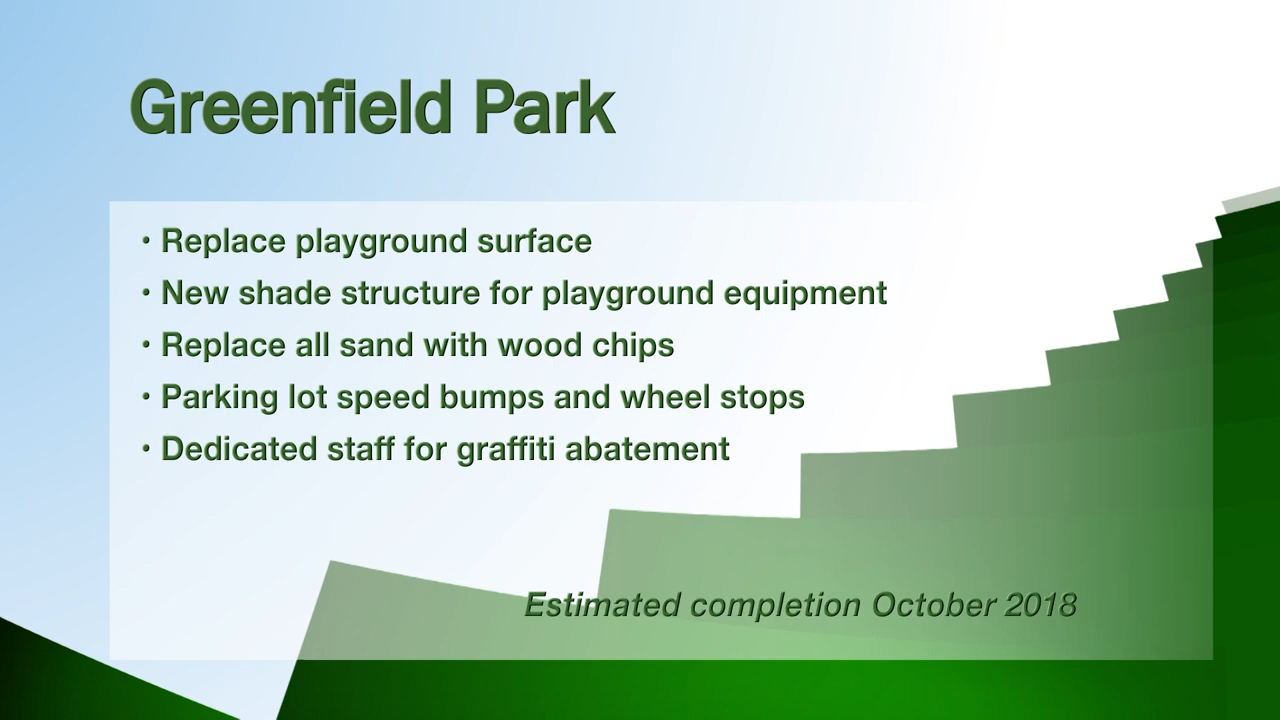 Greenfield Park
• Replace playground surface
• New shade structure for playground equipment
• Replace all sand with wood chips
• Parking lot speed bumps and wheel stops
• Dedicated staff for graffiti abatement
Estimated completion October 2018